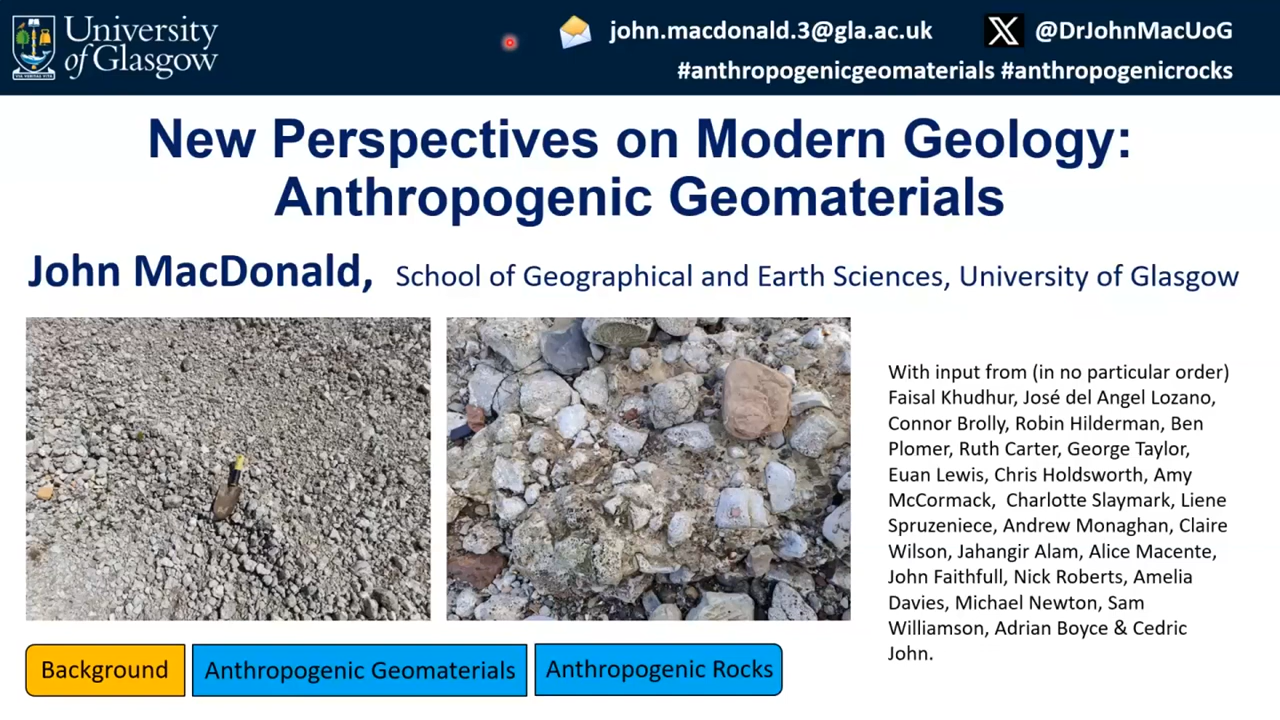 University
of Glasgow
john.macdonald.3@gla.ac.uk
@DrJohnMacUoG
#anthropogenicgeomaterials #anthropogenicrocks
New Perspectives on Modern Geology:
Anthropogenic Geomaterials
John MacDonald, School of Geographical and Earth Sciences, University of Glasgow
With input from (in no particular order)
Faisal Khudhur, José del Angel Lozano,
Connor Brolly, Robin Hilderman, Ben
Plomer, Ruth Carter, George Taylor,
Euan Lewis, Chris Holdsworth, Amy
McCormack, Charlotte Slaymark, Liene
Spruzeniece, Andrew Monaghan, Claire
Wilson, Jahangir Alam, Alice Macente,
John Faithfull, Nick Roberts, Amelia
Davies, Michael Newton, Sam
Williamson, Adrian Boyce & Cedric
John.
Background
Anthropogenic Geomaterials
Anthropogenic Rocks